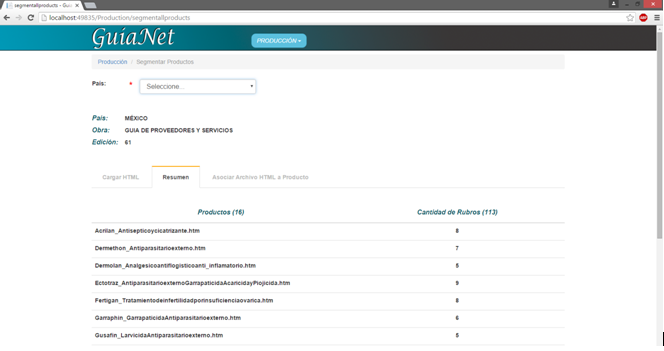 segmentallproducts - Gui
localhost:49835/Production/segmentallproducts
GuiaNet
PRODUCCIÓN
Producción / Segmentar Productos
País: * Seleccione...
País: MÉXICO
Obra: GUIA DE PROVEEDORES Y SERVICIOS
Edición: 61
Cargar HTML Resumen Asociar Archivo HTML a Producto
Productos (16) Cantidad de Rubros (113)
Acrilan_Antisepticoycicatrizante.htm 8
Dermethon_Antiparasitarioexterno.htm 7
Dermolan_Analgesicoantiflogisticoanti_inflamatorio.htm 5
Ectotraz_AntiparasitarioexternoGarrapaticidaAcaricidayPiojicida.htm 9
Fertigan_Tratamientodeinfertilidadporinsuficienciaovarica.htm 8
Garraphin_GarrapaticidaAntiparasitarioexterno.htm 6
Gusafin_LarvicidaAntiparasitarioexterno.htm 5